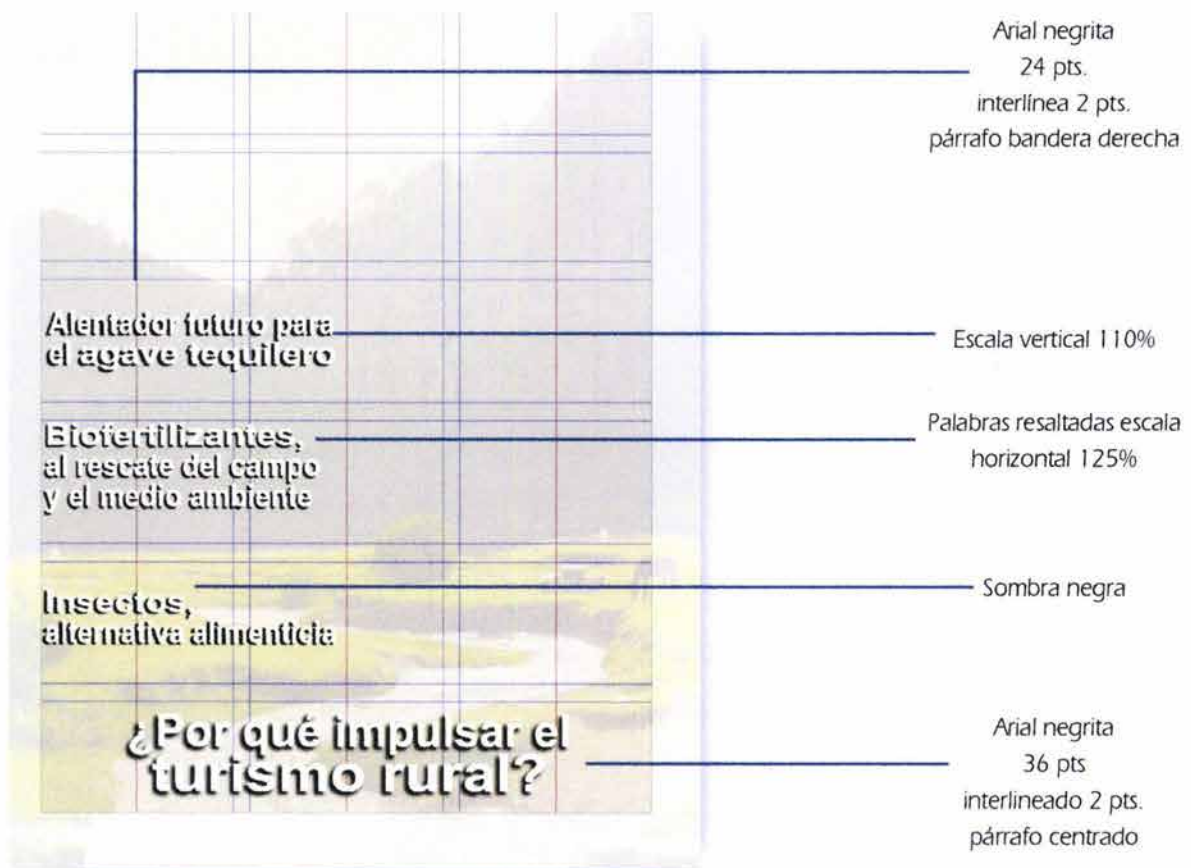 Arial negrita
24 pts.
interlínea 2 pts.
párrafo bandera derecha
Alentador futuro para
el agave tequilero
Escala vertical 110%
Biofertilizantes,
al rescate del campo
y el medio ambiente
Palabras resaltadas escala
horizontal 125%
Insectos,
alternativa alimenticia
Sombra negra
¿Por qué impulsar el
turismo rural?
Arial negrita
36 pts
interlineado 2 pts.
párrafo centrado